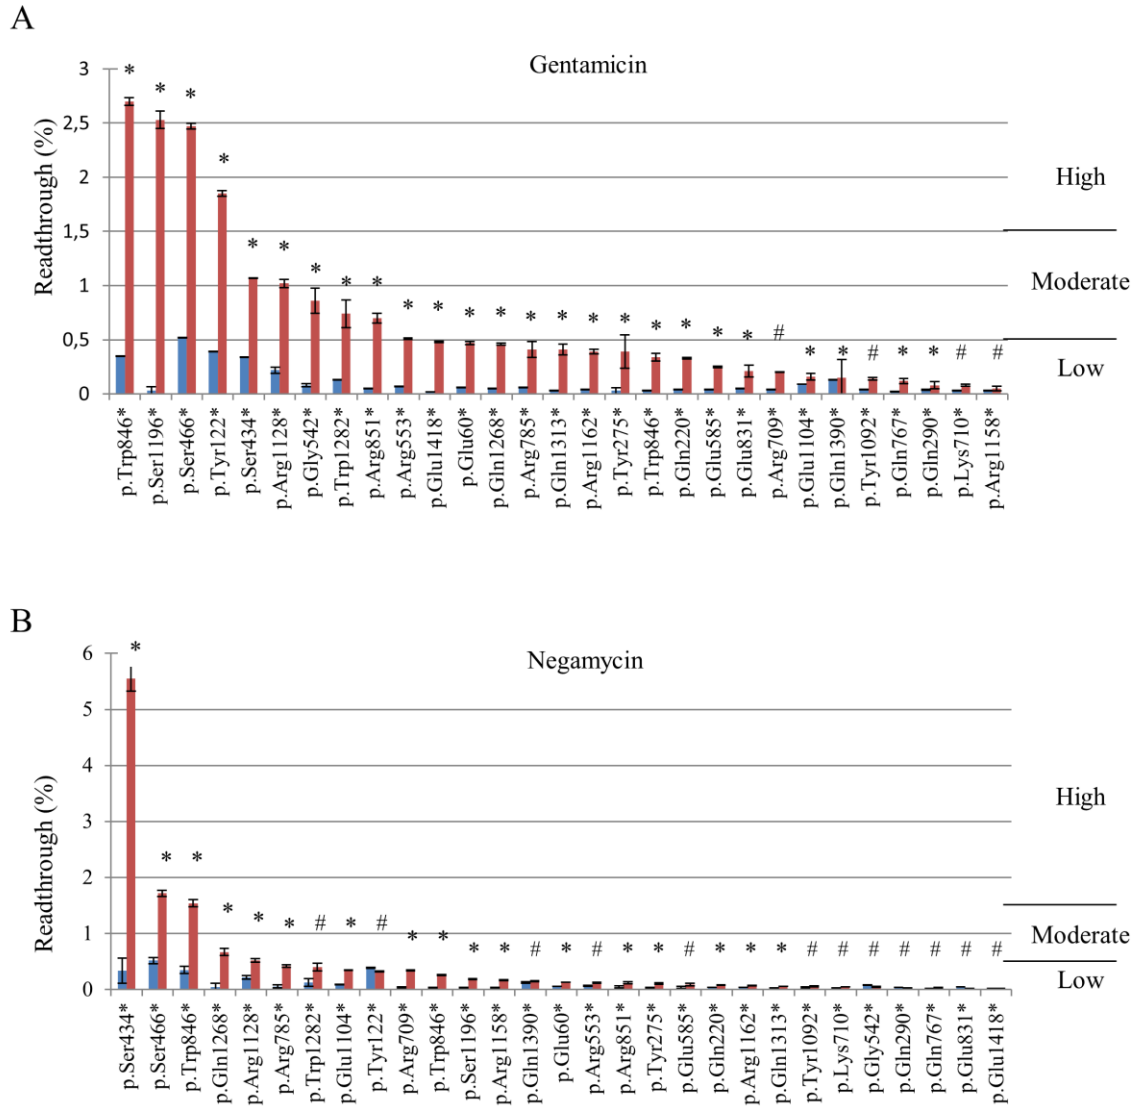 A
Gentamicin
Readthrough (%)
3
2,5
2
1,5
1
0,5
0
* * * * * * * * * * * * * * * * * * * * * # * * # * * # #
High
Moderate
Low
p.Trp846*
p.Ser1196*
p.Ser466*
p.Tyr122*
p.Ser434*
p.Arg1128*
p.Gly542*
p.Trp1282*
p.Arg851*
p.Arg553*
p.Glu1418*
p.Glu60*
p.Gln1268*
p.Arg785*
p.Gln1313*
p.Arg1162*
p.Tyr275*
p.Trp846*
p.Gln220*
p.Glu585*
p.Glu831*
p.Arg709*
p.Glu1104*
p.Gln1390*
p.Tyr1092*
p.Gln767*
p.Gln290*
p.Lys710*
p.Arg1158*
B
Negamycin
Readthrough (%)
6
5
4
3
2
1
0
* * * * * * # * # * * * * # * # * * # * * * # # # # # # #
High
Moderate
Low
p.Ser434*
p.Ser466*
p.Trp846*
p.Gln1268*
p.Arg1128*
p.Arg785*
p.Trp1282*
p.Glu1104*
p.Tyr122*
p.Arg709*
p.Trp846*
p.Ser1196*
p.Arg1158*
p.Gln1390*
p.Glu60*
p.Arg553*
p.Arg851*
p.Tyr275*
p.Glu585*
p.Gln220*
p.Arg1162*
p.Gln1313*
p.Tyr1092*
p.Lys710*
p.Gly542*
p.Gln290*
p.Gln767*
p.Glu831*
p.Glu1418*